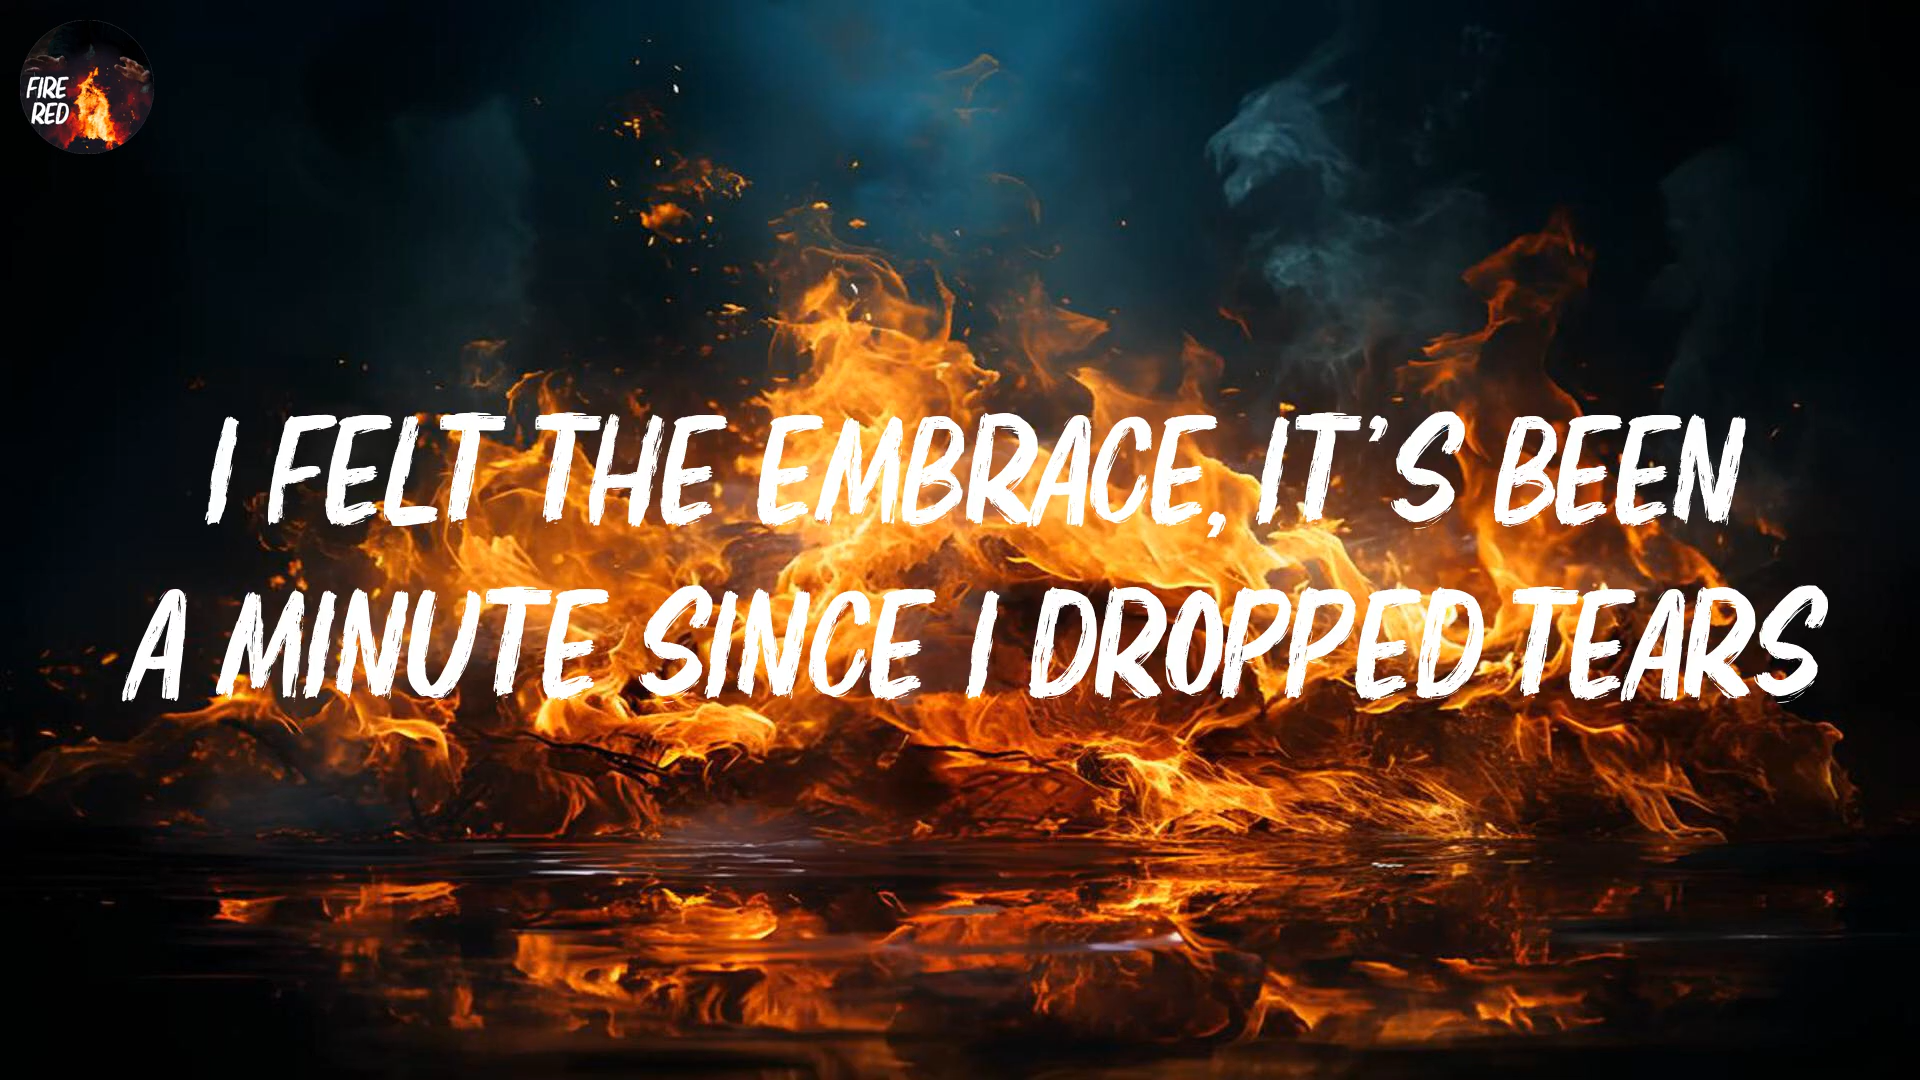 FIRE
RED
I FELT THE EMBRACE, IT'S BEEN
A MINUTE SINCE I DROPPED TEARS